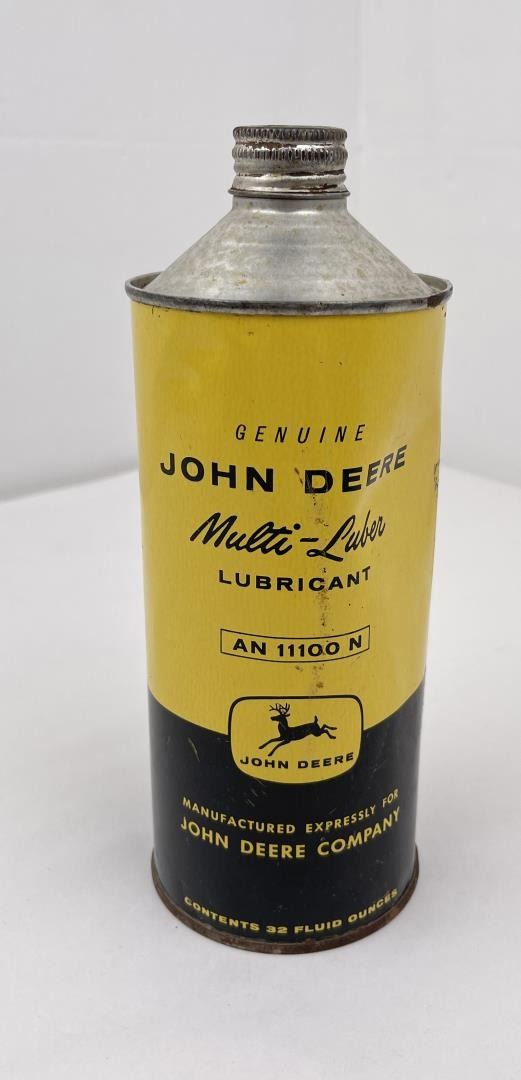 GENUINE
JOHN DEERE
Multi-Luber
LUBRICANT
AN 11100 N
JOHN DEERE
MANUFACTURED EXPRESSLY FOR
JOHN DEERE COMPANY
CONTENTS 32 FLUID OUNCES